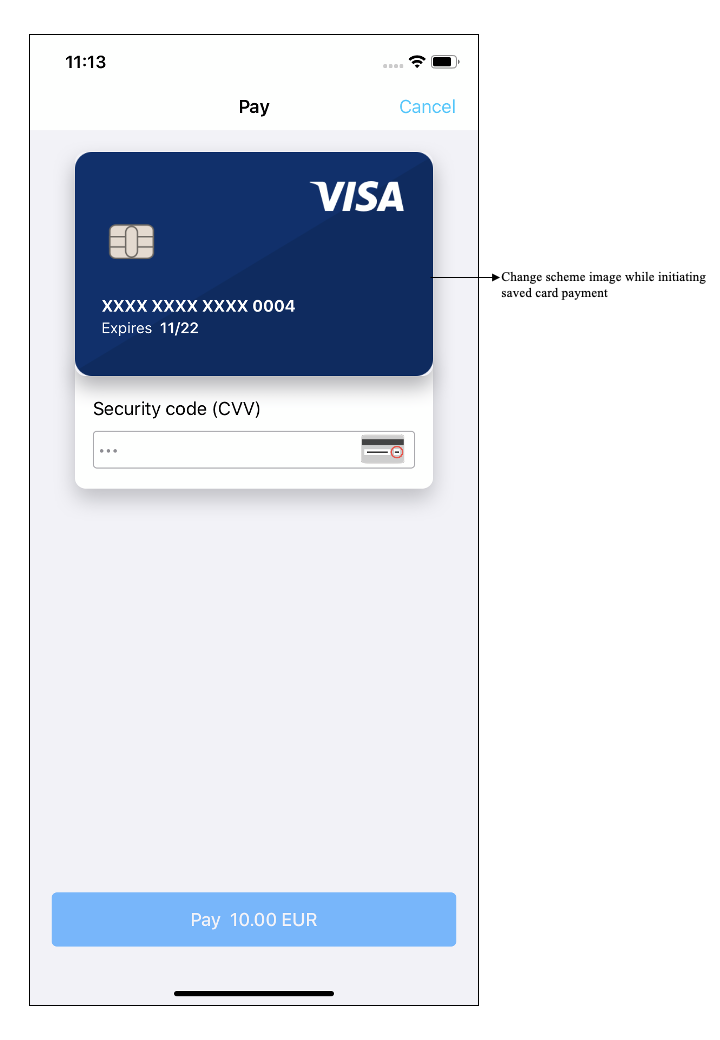 11:13
Pay
Cancel
VISA
XXXX XXXX XXXX 0004
Expires 11/22
Change scheme image while initiating
saved card payment
Security code (CVV)
Pay 10.00 EUR